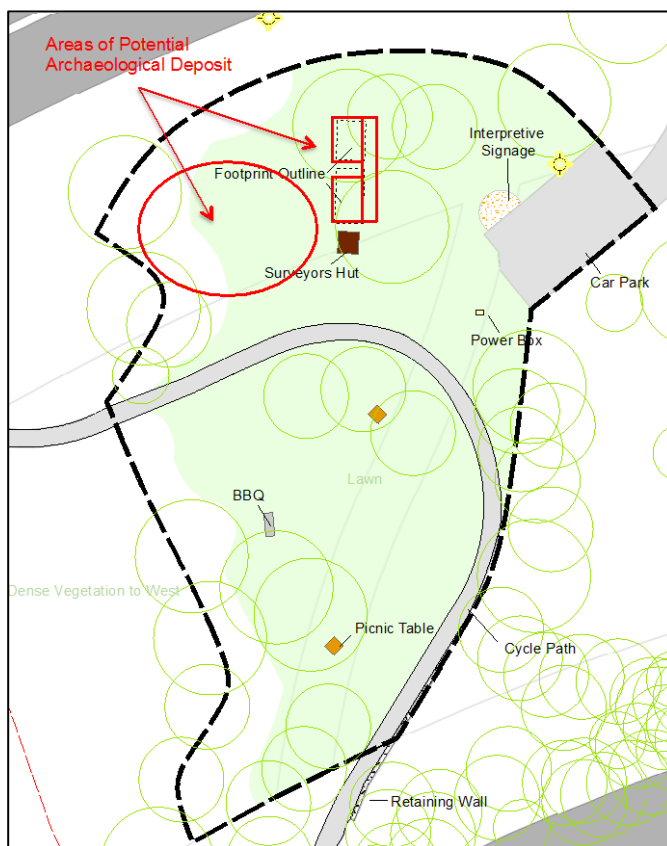 Areas of Potential
Archaeological Deposit
Interpretive
Signage
Footprint Outline
Surveyors Hut
Car Park
Power Box
Lawn
BBQ
Dense Vegetation to West
Picnic Table
Cycle Path
Retaining Wall